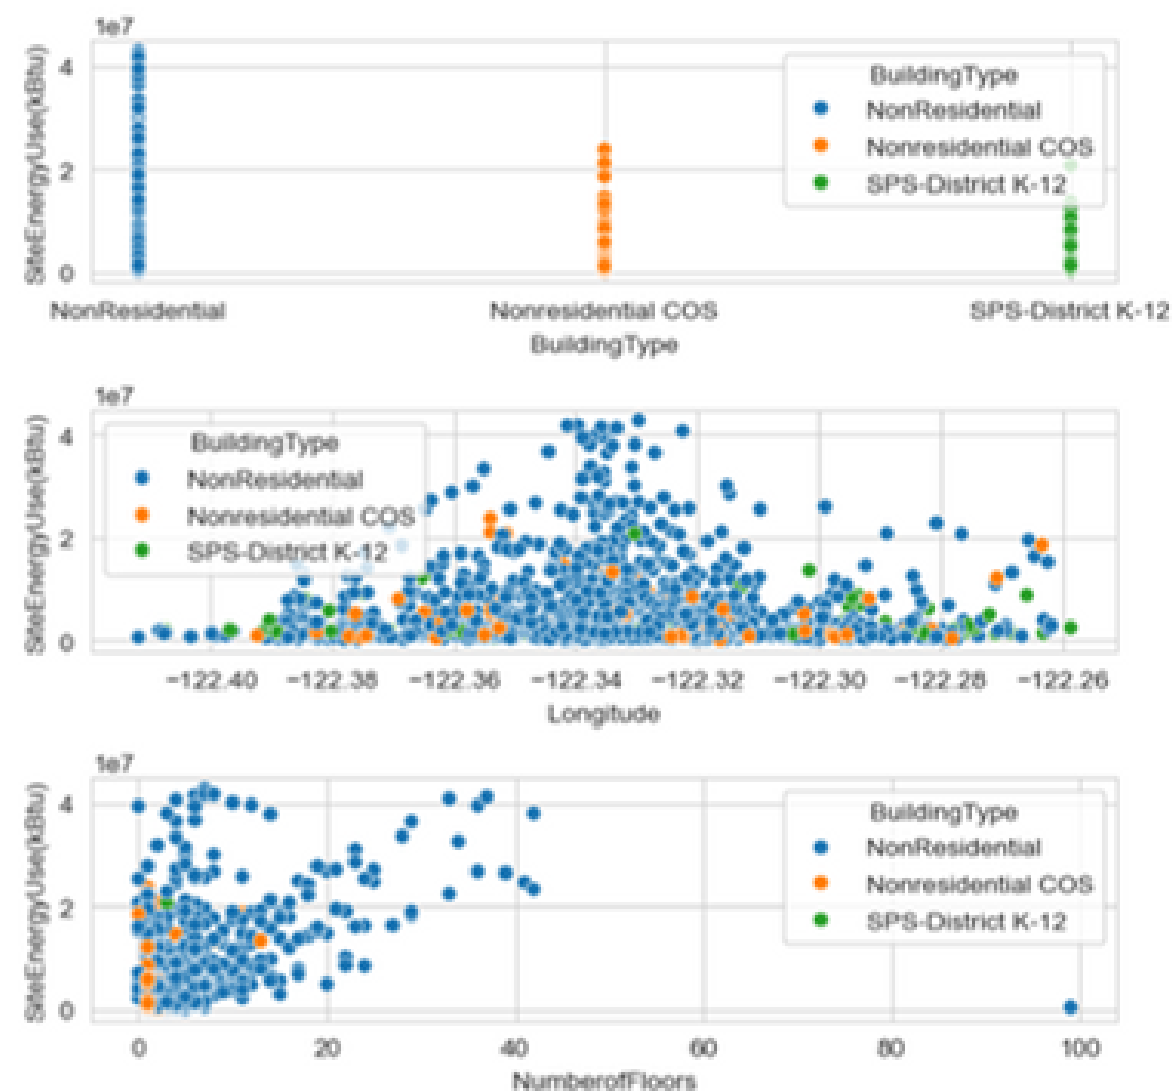 1e7
SiteEnergyUse(kBtu)
4
2
0
BuildingType
NonResidential
Nonresidential COS
SPS-District K-12
NonResidential Nonresidential COS SPS-District K-12
BuildingType
1e7
SiteEnergyUse(kBtu)
4
2
0
BuildingType
NonResidential
Nonresidential COS
SPS-District K-12
−122.40 −122.38 −122.36 −122.34 −122.32 −122.30 −122.28 −122.26
Longitude
1e7
SiteEnergyUse(kBtu)
4
2
0
BuildingType
NonResidential
Nonresidential COS
SPS-District K-12
0 20 40 60 80 100
NumberofFloors